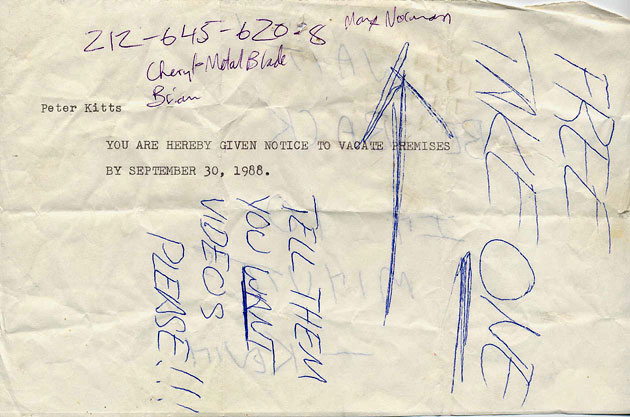 212-645-6208
Max Norman
Cheryl-Metal Blade
Brian
Peter Kitts
YOU ARE HEREBY GIVEN NOTICE TO VACATE PREMISES
BY SEPTEMBER 30, 1988.
FREE
TAKE
ONE
TELL THEM
YOU WANT
VIDEOS
PLEASE!!!